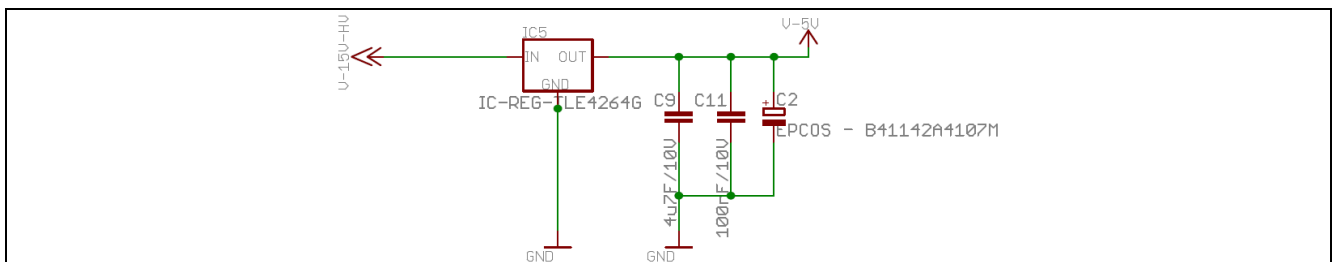 V-15V-HV
IC5
IN OUT
GND
IC-REG-TLE4264G
C9
4u7F/10V
C11
100nF/10V
V-5V
+
C2
EPCOS - B41142A4107M
GND
GND